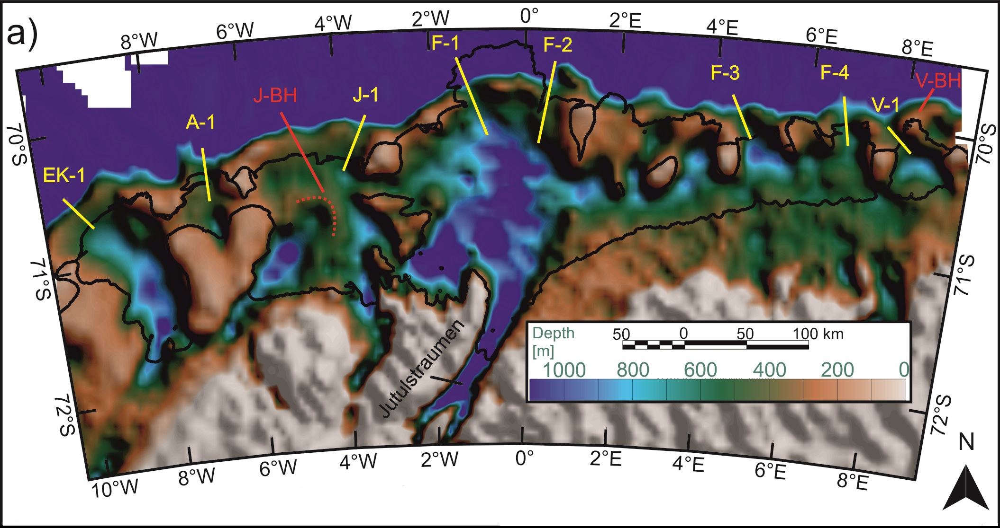 a)
8°W
6°W
4°W
2°W
0°
2°E
4°E
6°E
8°E
F-1
F-2
F-3
F-4
V-BH
J-BH
J-1
V-1
A-1
EK-1
70°S
70°S
71°S
71°S
72°S
72°S
Jutulstraumen
Depth
[m]
50 0 50 100 km
1000 800 600 400 200 0
N
10°W
8°W
6°W
4°W
2°W
0°
2°E
4°E
6°E
8°E